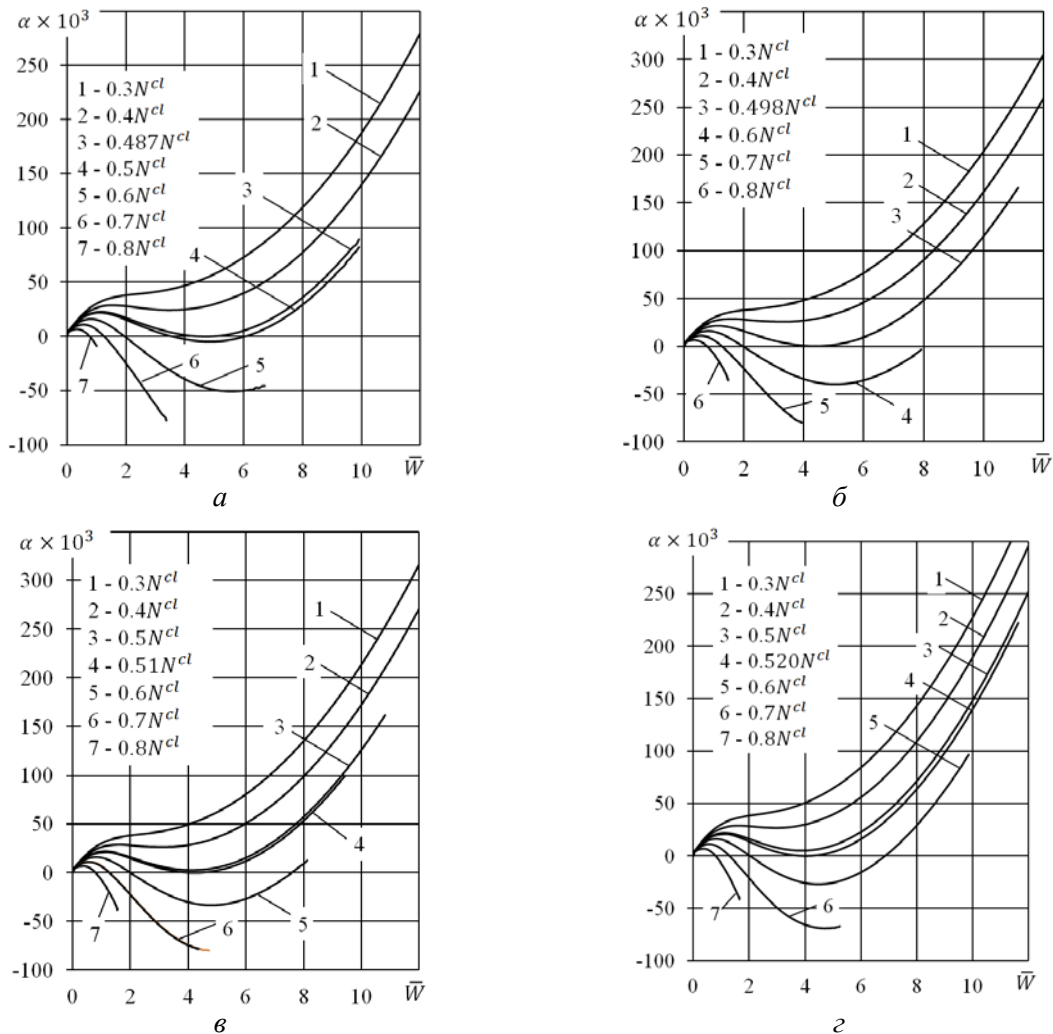 α × 10³
250
200
150
100
50
0
-50
-100
1 - 0.3N^cl
2 - 0.4N^cl
3 - 0.487N^cl
4 - 0.5N^cl
5 - 0.6N^cl
6 - 0.7N^cl
7 - 0.8N^cl
1
2
3
4
5
6
7
0 2 4 6 8 10 W̅
а
α × 10³
300
250
200
150
100
50
0
-50
-100
1 - 0.3N^cl
2 - 0.4N^cl
3 - 0.498N^cl
4 - 0.6N^cl
5 - 0.7N^cl
6 - 0.8N^cl
1
2
3
4
5
6
0 2 4 6 8 10 W̅
б
α × 10³
300
250
200
150
100
50
0
-50
-100
1 - 0.3N^cl
2 - 0.4N^cl
3 - 0.5N^cl
4 - 0.51N^cl
5 - 0.6N^cl
6 - 0.7N^cl
7 - 0.8N^cl
1
2
3
4
5
6
7
0 2 4 6 8 10 W̅
в
α × 10³
250
200
150
100
50
0
-50
-100
1 - 0.3N^cl
2 - 0.4N^cl
3 - 0.5N^cl
4 - 0.520N^cl
5 - 0.6N^cl
6 - 0.7N^cl
7 - 0.8N^cl
1
2
3
4
5
6
7
0 2 4 6 8 10 W̅
г